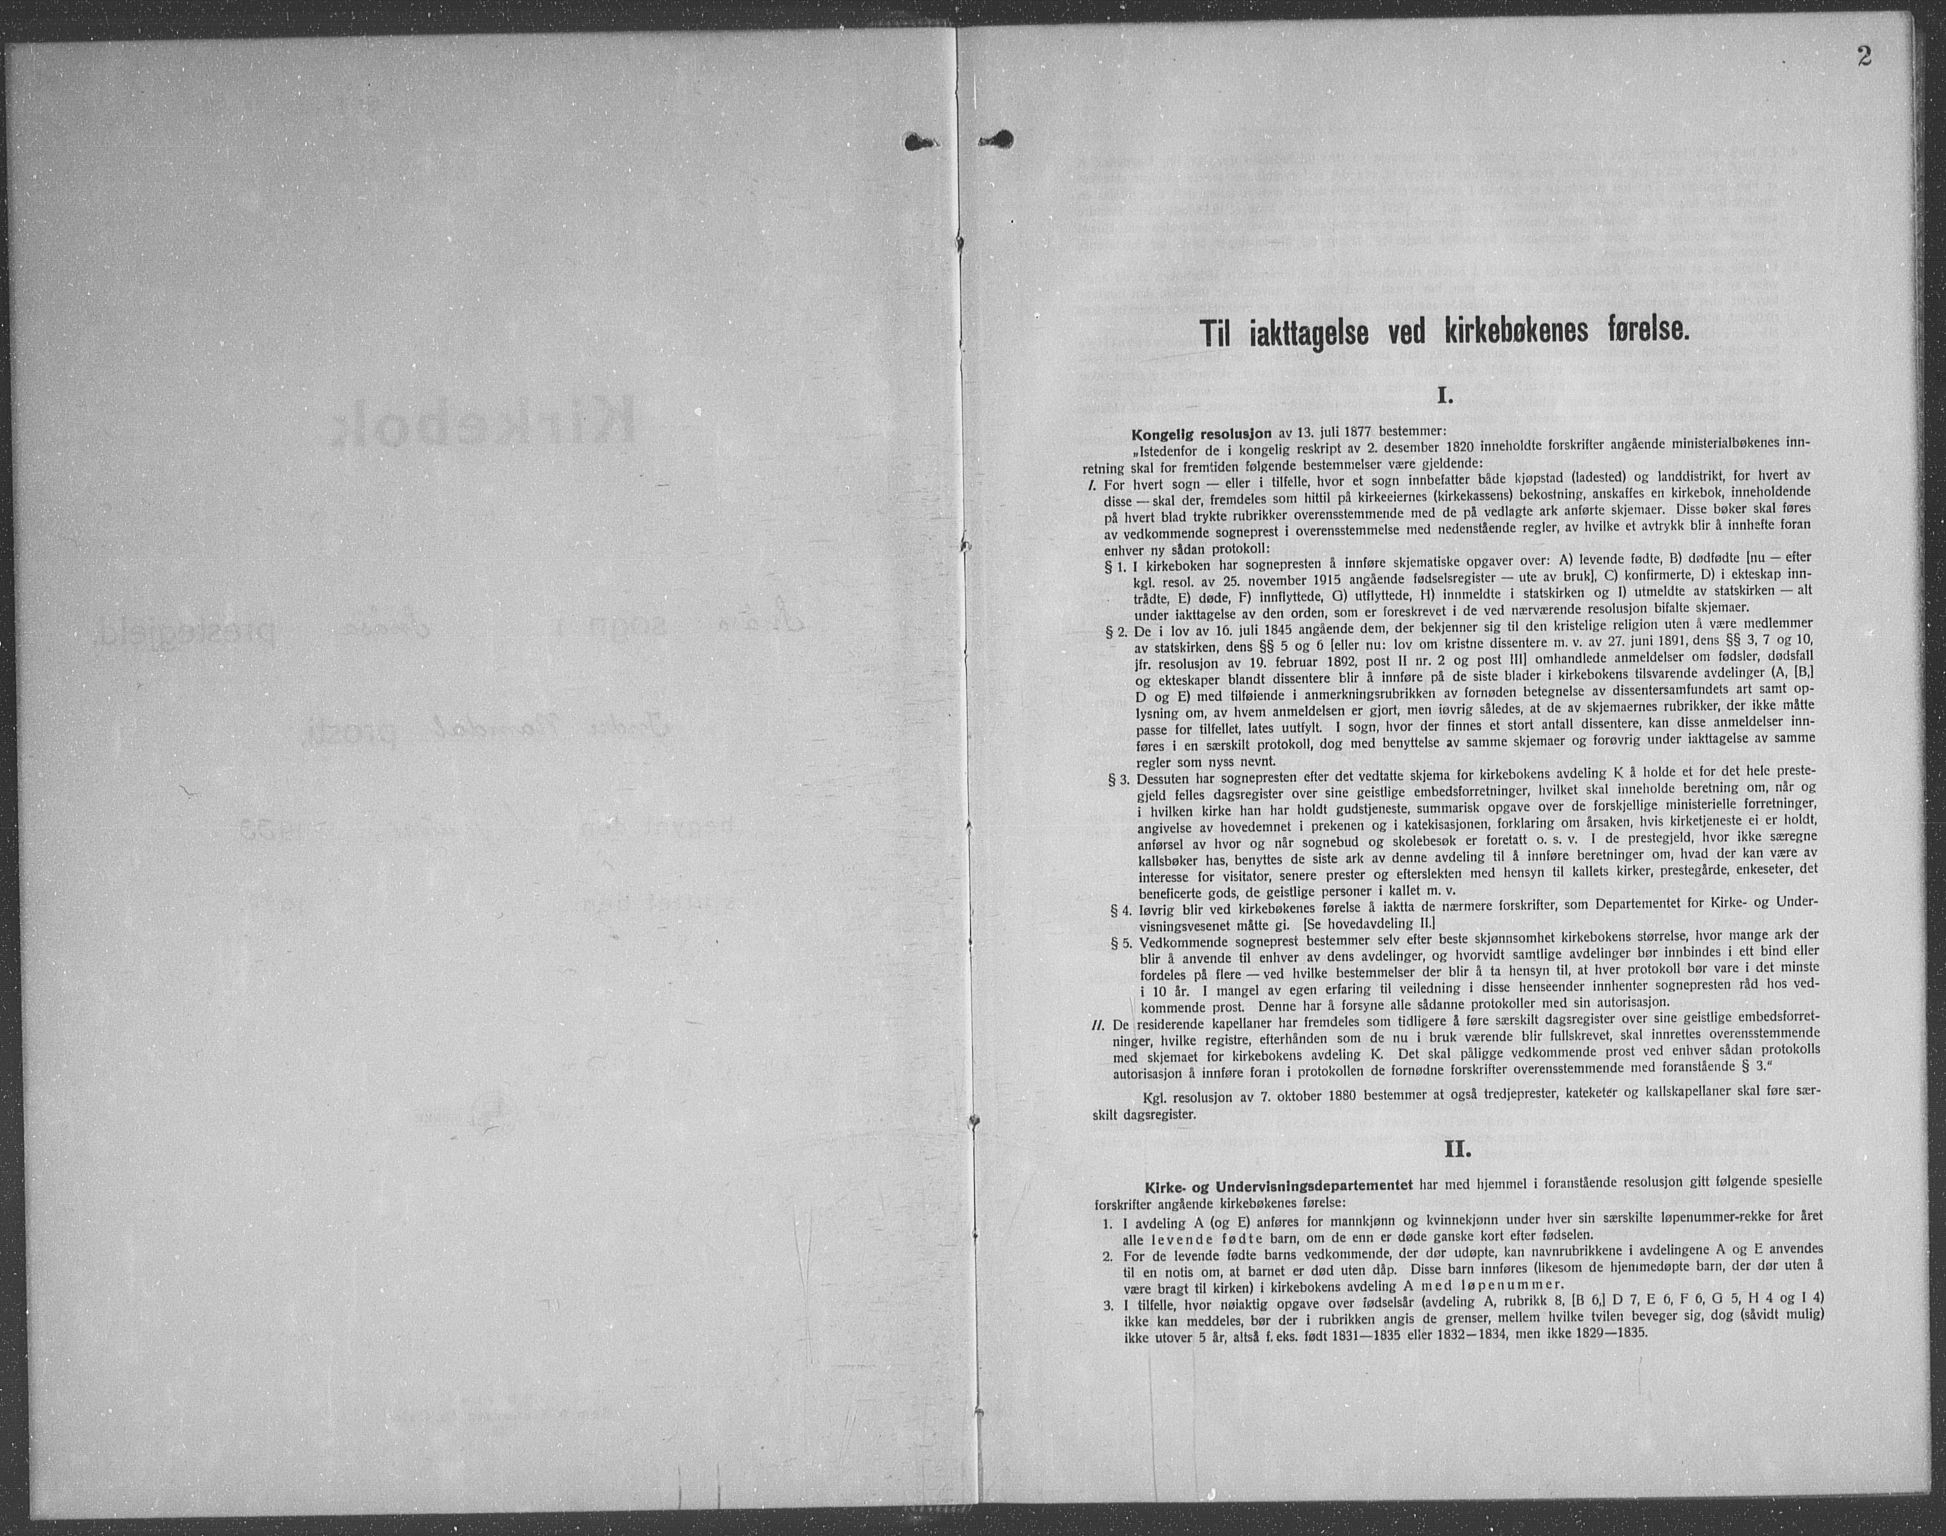 2
Til iakttagelse ved kirkebøkenes førelse.
I.
Kongelig resolusjon av 13. juli 1877 bestemmer:
„Istedenfor de i kongelig reskript av 2. desember 1820 inneholdte forskrifter angående ministerialbøkenes inn-
retning skal for fremtiden følgende bestemmelser være gjeldende:
I. For hvert sogn — eller i tilfelle, hvor et sogn innbefatter både kjøpstad (ladested) og landdistrikt, for hvert av
disse — skal der, fremdeles som hittil på kirkeeiernes (kirkekassens) bekostning, anskaffes en kirkebok, inneholdende
på hvert blad trykte rubrikker overensstemmende med de på vedlagte ark anførte skjemaer. Disse bøker skal føres
av vedkommende sogneprest i overensstemmelse med nedenstående regler, av hvilke et avtrykk blir å innhefte foran
enhver ny sådan protokoll:
§ 1. I kirkeboken har sognepresten å innføre skjematiske opgaver over: A) levende fødte, B) dødfødte [nu — efter
kgl. resol. av 25. november 1915 angående fødselsregister — ute av bruk], C) konfirmerte, D) i ekteskap inn-
trådte, E) døde, F) innflyttede, G) utflyttede, H) innmeldte i statskirken og I) utmeldte av statskirken — alt
under iakttagelse av den orden, som er foreskrevet i de ved nærværende resolusjon bifalte skjemaer.
§ 2. De i lov av 16. juli 1845 angående dem, der bekjenner sig til den kristelige religion uten å være medlemmer
av statskirken, dens §§ 5 og 6 [eller nu: lov om kristne dissentere m. v. av 27. juni 1891, dens §§ 3, 7 og 10,
jfr. resolusjon av 19. februar 1892, post II nr. 2 og post III] omhandlede anmeldelser om fødsler, dødsfall
og ekteskaper blandt dissentere blir å innføre på de siste blader i kirkebokens tilsvarende avdelinger (A, [B,]
D og E) med tilføiende i anmerkningsrubrikken av fornøden betegnelse av dissentersamfundets art samt op-
lysning om, av hvem anmeldelsen er gjort, men iøvrig således, at de av skjemaernes rubrikker, der ikke måtte
passe for tilfellet, lates uutfylt. I sogn, hvor der finnes et stort antall dissentere, kan disse anmeldelser inn-
føres i en særskilt protokoll, dog med benyttelse av samme skjemaer og forøvrig under iakttagelse av samme
regler som nyss nevnt.
§ 3. Dessuten har sognepresten efter det vedtatte skjema for kirkebokens avdeling K å holde et for det hele preste-
gjeld felles dagsregister over sine geistlige embedsforretninger, hvilket skal inneholde beretning om, når og
i hvilken kirke han har holdt gudstjeneste, summarisk opgave over de forskjellige ministerielle forretninger,
angivelse av hovedemnet i prekenen og i katekisasjonen, forklaring om årsaken, hvis kirketjeneste ei er holdt,
anførsel av hvor og når sognebud og skolebesøk er foretatt o. s. v. I de prestegjeld, hvor ikke særegne
kallsbøker has, benyttes de siste ark av denne avdeling til å innføre beretninger om, hvad der kan være av
interesse for visitator, senere prester og efterslekten med hensyn til kallets kirker, prestegårde, enkeseter, det
beneficerte gods, de geistlige personer i kallet m. v.
§ 4. Iøvrig blir ved kirkebøkenes førelse å iaktta de nærmere forskrifter, som Departementet for Kirke- og Under-
visningsvesenet måtte gi. [Se hovedavdeling II.]
§ 5. Vedkommende sogneprest bestemmer selv efter beste skjønnsomhet kirkebokens størrelse, hvor mange ark der
blir å anvende til enhver av dens avdelinger, og hvorvidt samtlige avdelinger bør innbindes i ett bind eller
fordeles på flere — ved hvilke bestemmelser der blir å ta hensyn til, at hver protokoll bør vare i det minste
i 10 år. I mangel av egen erfaring til veiledning i disse henseender innhenter sognepresten råd hos ved-
kommende prost. Denne har å forsyne alle sådanne protokoller med sin autorisasjon.
II. De residerende kapellaner har fremdeles som tidligere å føre særskilt dagsregister over sine geistlige embedsforret-
ninger, hvilke registre, efterhånden som de nu i bruk værende blir fullskrevet, skal innrettes overensstemmende
med skjemaet for kirkebokens avdeling K. Det skal påligge vedkommende prost ved enhver sådan protokolls
autorisasjon å innføre foran i protokollen de fornødne forskrifter overensstemmende med foranstående § 3.“
Kgl. resolusjon av 7. oktober 1880 bestemmer at også tredjeprester, kateketer og kallskapellaner skal føre sær-
skilt dagsregister.
II.
Kirke- og Undervisningsdepartementet har med hjemmel i foranstående resolusjon gitt følgende spesielle
forskrifter angående kirkebøkenes førelse:
1. I avdeling A (og E) anføres for mannkjønn og kvinnekjønn under hver sin særskilte løpenummer-rekke for året
alle levende fødte barn, om de enn er døde ganske kort efter fødselen.
2. For de levende fødte barns vedkommende, der dør udøpte, kan navnrubrikkene i avdelingene A og E anvendes
til en notis om, at barnet er død uten dåp. Disse barn innføres (likesom de hjemmedøpte barn, der dør uten å
være bragt til kirken) i kirkebokens avdeling A med løpenummer.
3. I tilfelle, hvor nøiaktig opgave over fødselsår (avdeling A, rubrikk 8, [B 6,] D 7, E 6, F 6, G 5, H 4 og I 4)
ikke kan meddeles, bør der i rubrikken angis de grenser, mellem hvilke tvilen beveger sig, dog (såvidt mulig)
ikke utover 5 år, altså f. eks. født 1831—1835 eller 1832—1834, men ikke 1829—1835.